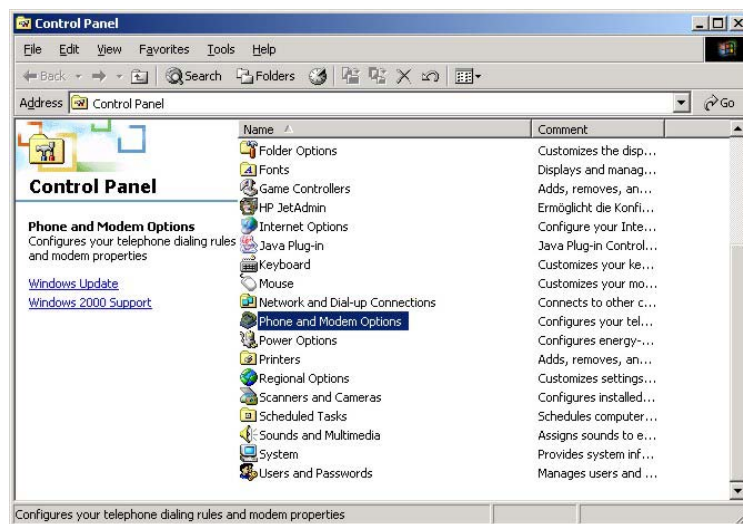 Control Panel
File Edit View Favorites Tools Help
Back Search Folders
Address Control Panel Go
Control Panel
Phone and Modem Options
Configures your telephone dialing rules
and modem properties
Windows Update
Windows 2000 Support
Name Comment
Folder Options Customizes the disp...
Fonts Displays and manag...
Game Controllers Adds, removes, an...
HP JetAdmin Ermöglicht die Konfi...
Internet Options Configure your Inte...
Java Plug-in Java Plug-in Control...
Keyboard Customizes your ke...
Mouse Customizes your mo...
Network and Dial-up Connections Connects to other c...
Phone and Modem Options Configures your tel...
Power Options Configures energy-...
Printers Adds, removes, an...
Regional Options Customizes settings...
Scanners and Cameras Configures installed...
Scheduled Tasks Schedules computer...
Sounds and Multimedia Assigns sounds to e...
System Provides system inf...
Users and Passwords Manages users and ...
Configures your telephone dialing rules and modem properties